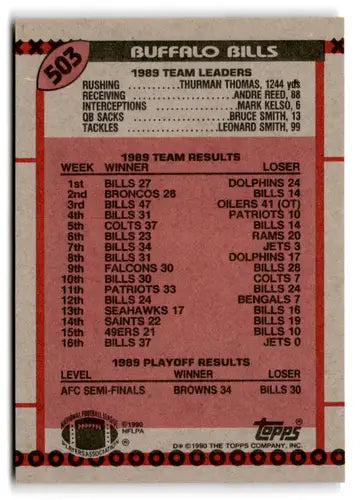 503
BUFFALO BILLS
1989 TEAM LEADERS
RUSHING ............THURMAN THOMAS, 1244 yds
RECEIVING ........................ANDRE REED, 88
INTERCEPTIONS ...............MARK KELSO, 6
QB SACKS ......................BRUCE SMITH, 13
TACKLES ....................LEONARD SMITH, 99
1989 TEAM RESULTS
WEEK WINNER LOSER
1st BILLS 27 DOLPHINS 24
2nd BRONCOS 28 BILLS 14
3rd BILLS 47 OILERS 41 (OT)
4th BILLS 31 PATRIOTS 10
5th COLTS 37 BILLS 14
6th BILLS 23 RAMS 20
7th BILLS 34 JETS 3
8th BILLS 31 DOLPHINS 17
9th FALCONS 30 BILLS 28
10th BILLS 30 COLTS 7
11th PATRIOTS 33 BILLS 24
12th BILLS 24 BENGALS 7
13th SEAHAWKS 17 BILLS 16
14th SAINTS 22 BILLS 19
15th 49ERS 21 BILLS 10
16th BILLS 37 JETS 0
1989 PLAYOFF RESULTS
LEVEL WINNER LOSER
AFC SEMI-FINALS BROWNS 34 BILLS 30
NATIONAL FOOTBALL LEAGUE
PLAYERS ASSOCIATION
©1990
NFLPA
®
topps®
D* ©1990 THE TOPPS COMPANY, INC.